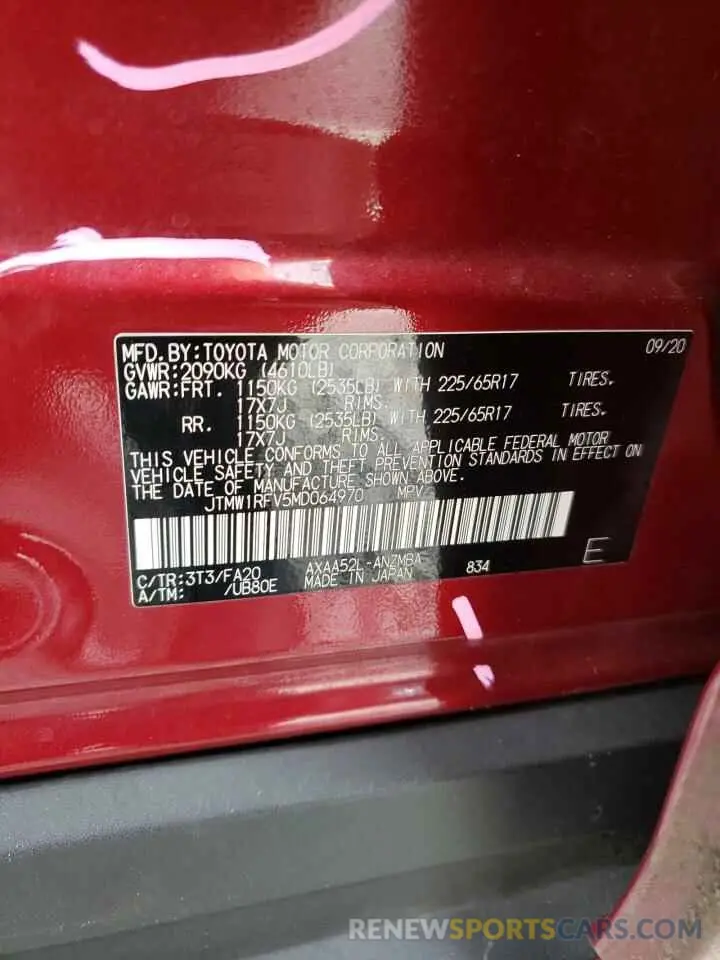 MFD.BY:TOYOTA MOTOR CORPORATION 09/20
GVWR:2090KG (4610LB)
GAWR:FRT. 1150KG (2535LB) WITH 225/65R17 TIRES.
17X7J RIMS.
RR. 1150KG (2535LB) WITH 225/65R17 TIRES.
17X7J RIMS.
THIS VEHICLE CONFORMS TO ALL APPLICABLE FEDERAL MOTOR
VEHICLE SAFETY AND THEFT PREVENTION STANDARDS IN EFFECT ON
THE DATE OF MANUFACTURE SHOWN ABOVE.
JTMW1RFV5MD064970 MPV
E
C/TR:3T3/FA20 AXAA52L-ANZMBA 834
A/TM: /UB80E MADE IN JAPAN
RENEWSPORTSCARS.COM